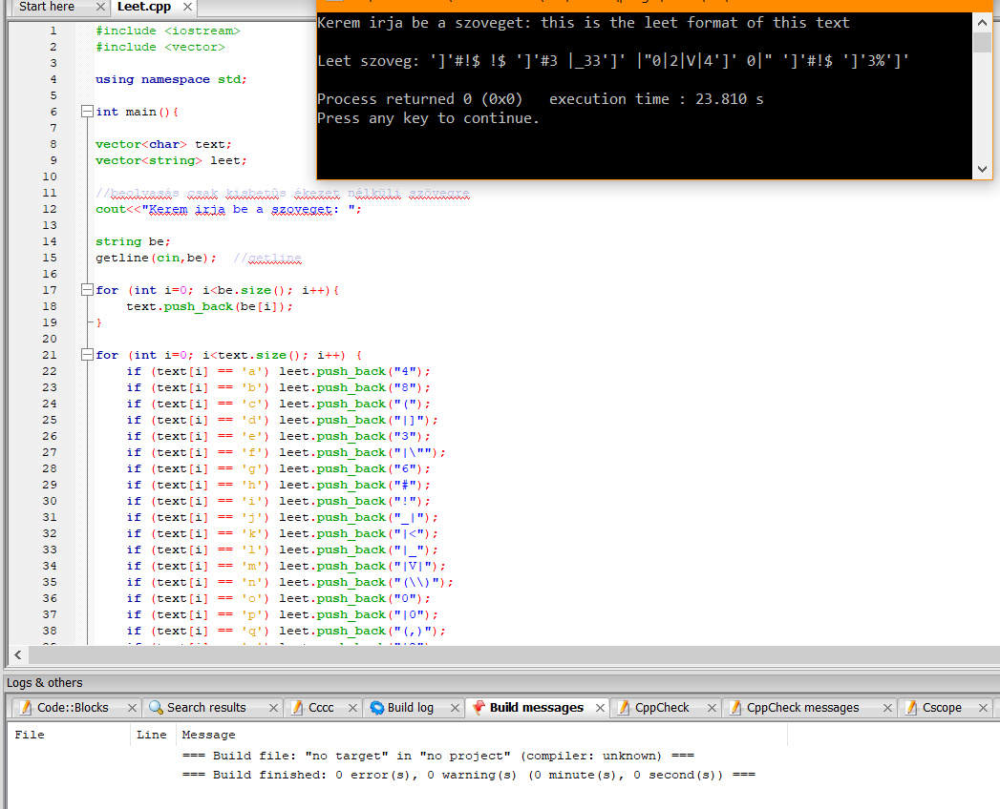 Start here
Leet.cpp
1 #include <iostream>
2 #include <vector>
3
4 using namespace std;
5
6 int main(){
7
8 vector<char> text;
9 vector<string> leet;
10
11 //beolvasás csak kisbetűs ékezet nélküli szövegre
12 cout<<"Kerem irja be a szoveget: ";
13
14 string be;
15 getline(cin,be); //getline
16
17 for (int i=0; i<be.size(); i++){
18 text.push_back(be[i]);
19 }
20
21 for (int i=0; i<text.size(); i++) {
22 if (text[i] == 'a') leet.push_back("4");
23 if (text[i] == 'b') leet.push_back("8");
24 if (text[i] == 'c') leet.push_back("(");
25 if (text[i] == 'd') leet.push_back("|]");
26 if (text[i] == 'e') leet.push_back("3");
27 if (text[i] == 'f') leet.push_back("|\"");
28 if (text[i] == 'g') leet.push_back("6");
29 if (text[i] == 'h') leet.push_back("#");
30 if (text[i] == 'i') leet.push_back("!");
31 if (text[i] == 'j') leet.push_back("_|");
32 if (text[i] == 'k') leet.push_back("|<");
33 if (text[i] == 'l') leet.push_back("|_");
34 if (text[i] == 'm') leet.push_back("|V|");
35 if (text[i] == 'n') leet.push_back("(\\)");
36 if (text[i] == 'o') leet.push_back("0");
37 if (text[i] == 'p') leet.push_back("|0");
38 if (text[i] == 'q') leet.push_back("(,)");
Kerem irja be a szoveget: this is the leet format of this text
Leet szoveg: ']'#!$ !$ ']'#3 |_33']' |"0|2|V|4']' 0|" ']'#!$ ']'3%']'
Process returned 0 (0x0) execution time : 23.810 s
Press any key to continue.
Logs & others
Code::Blocks
Search results
Cccc
Build log
Build messages
CppCheck
CppCheck messages
Cscope
File Line Message
=== Build file: "no target" in "no project" (compiler: unknown) ===
=== Build finished: 0 error(s), 0 warning(s) (0 minute(s), 0 second(s)) ===